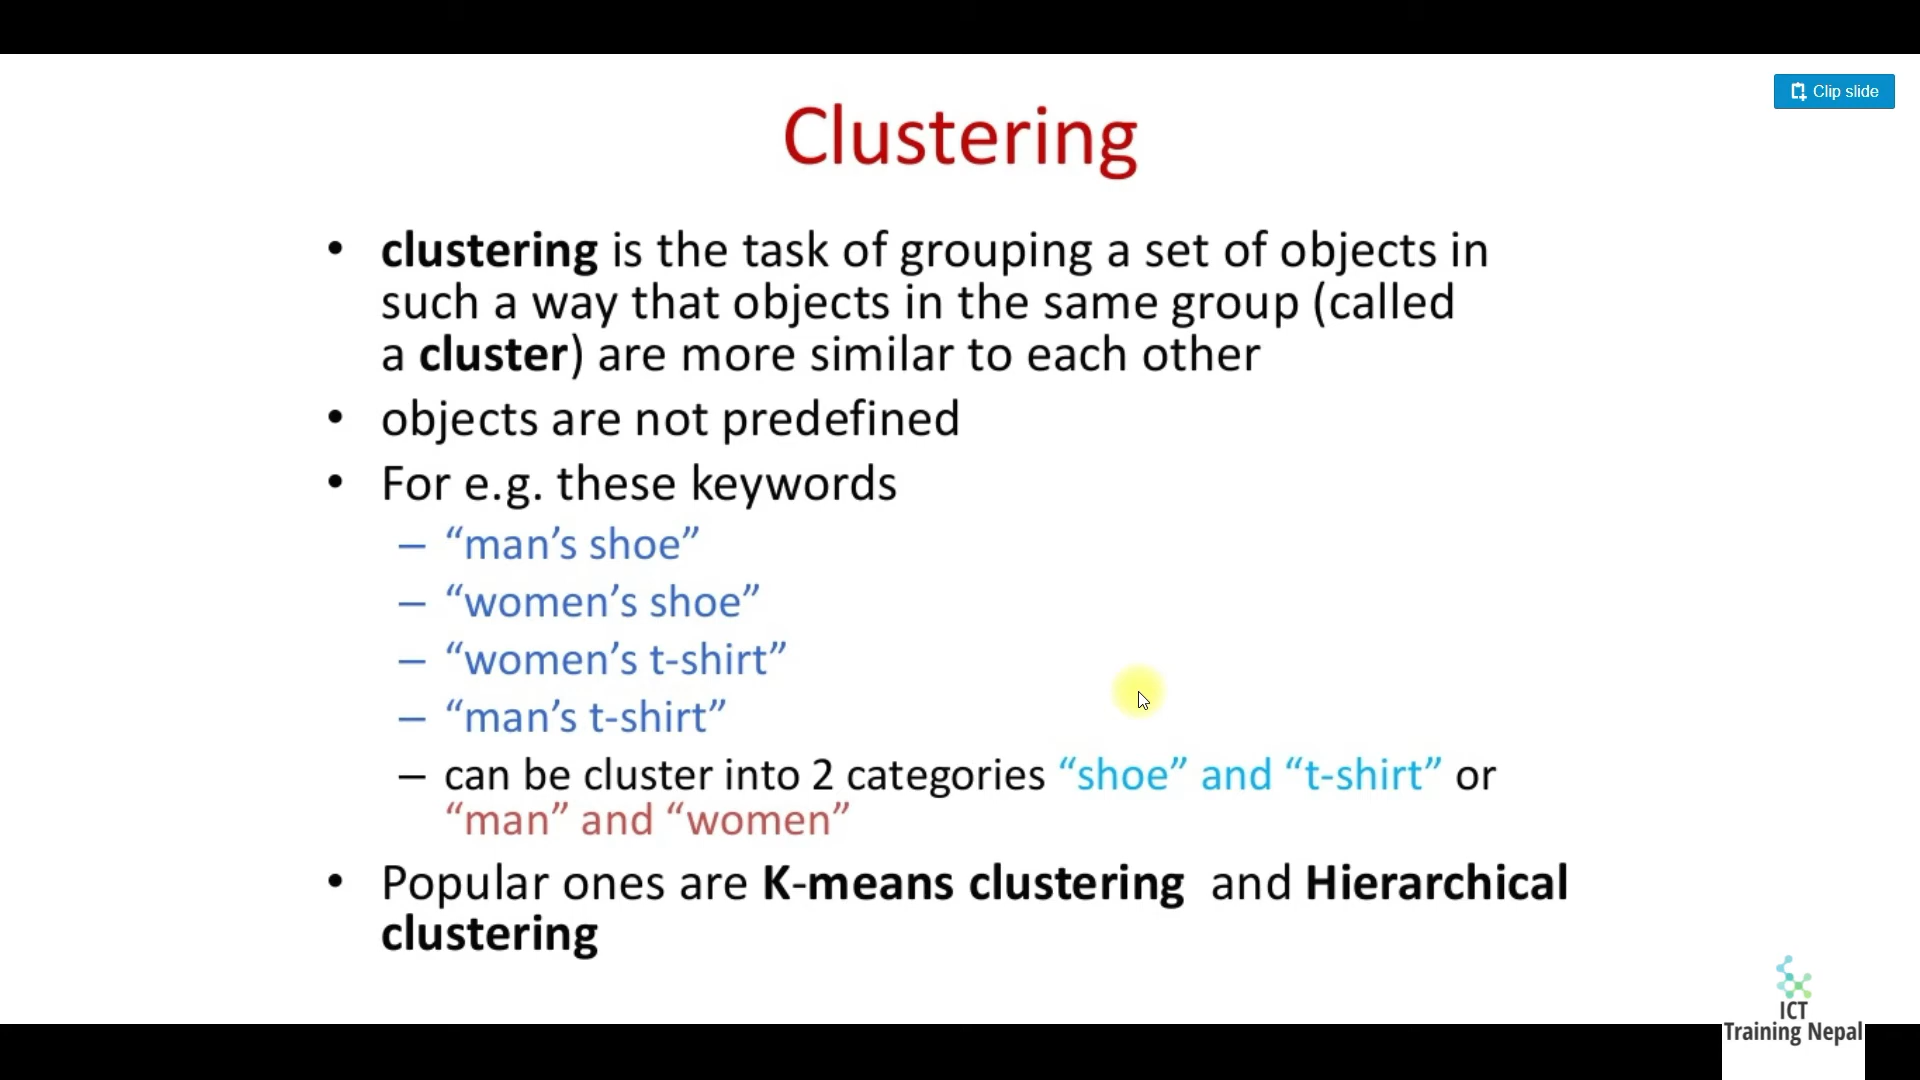 Clip slide
Clustering
• clustering is the task of grouping a set of objects in
such a way that objects in the same group (called
a cluster) are more similar to each other
• objects are not predefined
• For e.g. these keywords
– “man’s shoe”
– “women’s shoe”
– “women’s t-shirt”
– “man’s t-shirt”
– can be cluster into 2 categories “shoe” and “t-shirt” or
“man” and “women”
• Popular ones are K-means clustering and Hierarchical
clustering
ICT
Training Nepal